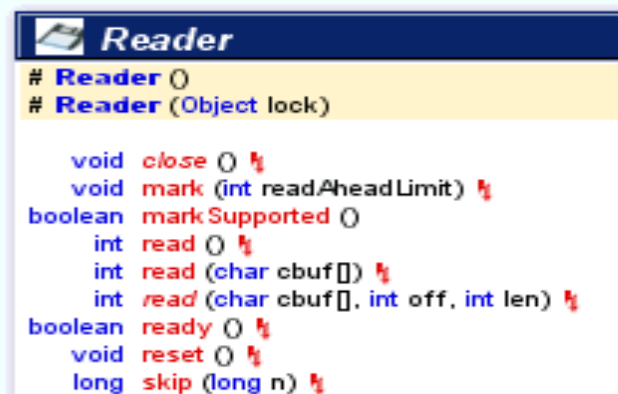 Reader
# Reader ()
# Reader (Object lock)
void close ()
void mark (int readAheadLimit)
boolean markSupported ()
int read ()
int read (char cbuf[])
int read (char cbuf[], int off, int len)
boolean ready ()
void reset ()
long skip (long n)